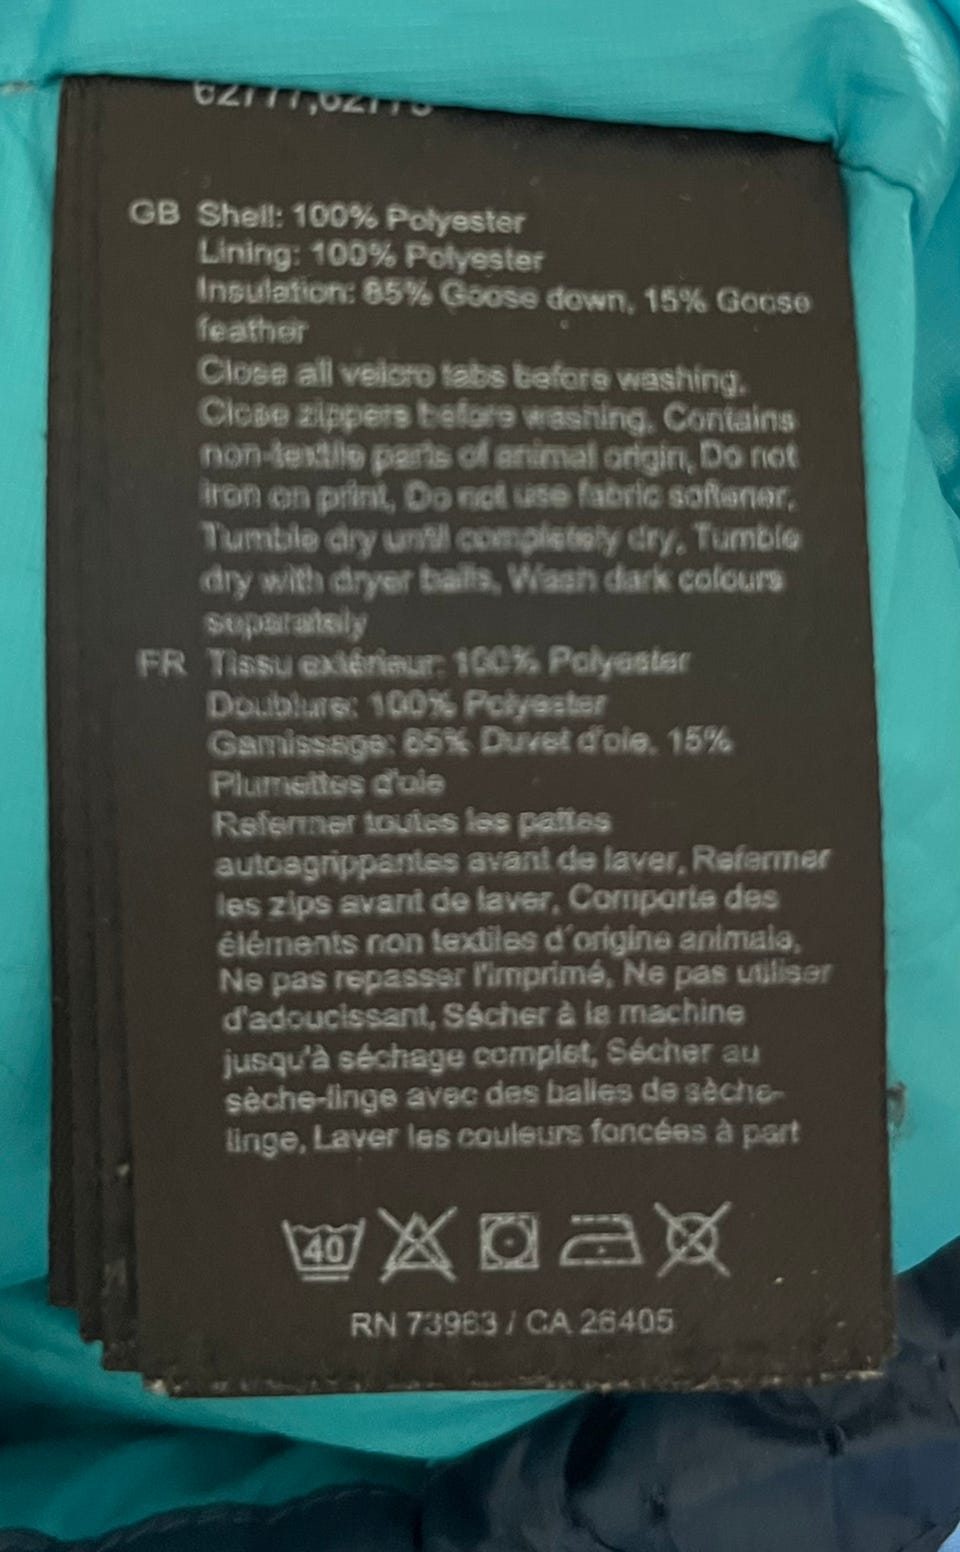 GB Shell: 100% Polyester
Lining: 100% Polyester
Insulation: 85% Goose down, 15% Goose
feather
Close all velcro tabs before washing,
Close zippers before washing, Contains
non-textile parts of animal origin, Do not
iron on print, Do not use fabric softener,
Tumble dry until completely dry, Tumble
dry with dryer balls, Wash dark colours
separately
FR Tissu extérieur: 100% Polyester
Doublure: 100% Polyester
Garnissage: 85% Duvet d'oie, 15%
Plumettes d'oie
Refermer toutes les pattes
autoagrippantes avant de laver, Refermer
les zips avant de laver, Comporte des
éléments non textiles d'origine animale,
Ne pas repasser l'imprimé, Ne pas utiliser
d'adoucissant, Sécher à la machine
jusqu'à séchage complet, Sécher au
sèche-linge avec des balles de sèche-
linge, Laver les couleurs foncées à part
40
RN 73963 / CA 26405